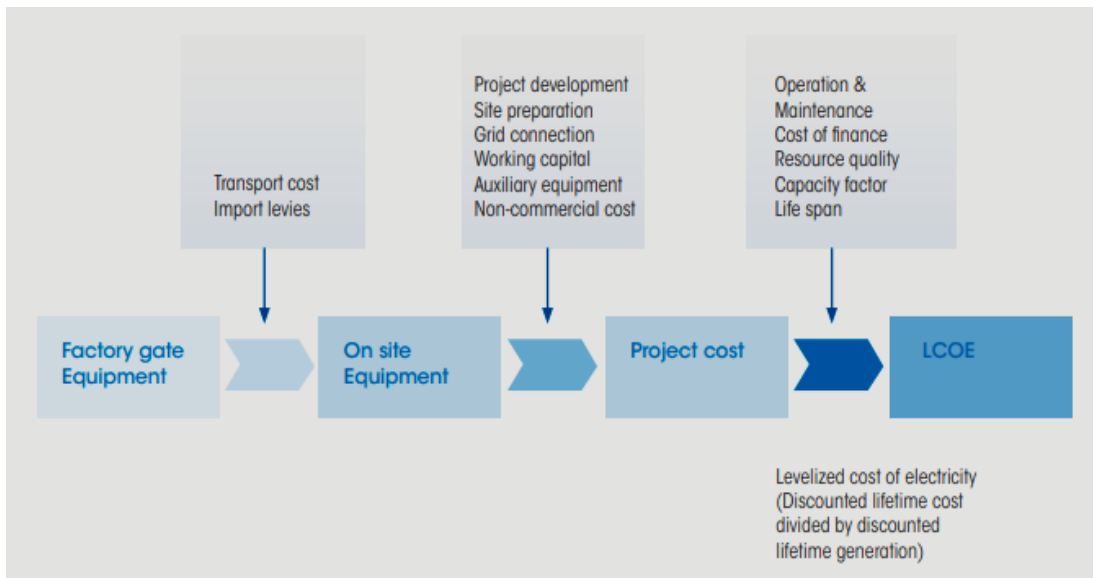 Transport cost
Import levies
Project development
Site preparation
Grid connection
Working capital
Auxiliary equipment
Non-commercial cost
Operation &
Maintenance
Cost of finance
Resource quality
Capacity factor
Life span
Factory gate
Equipment
On site
Equipment
Project cost
LCOE
Levelized cost of electricity
(Discounted lifetime cost
divided by discounted
lifetime generation)